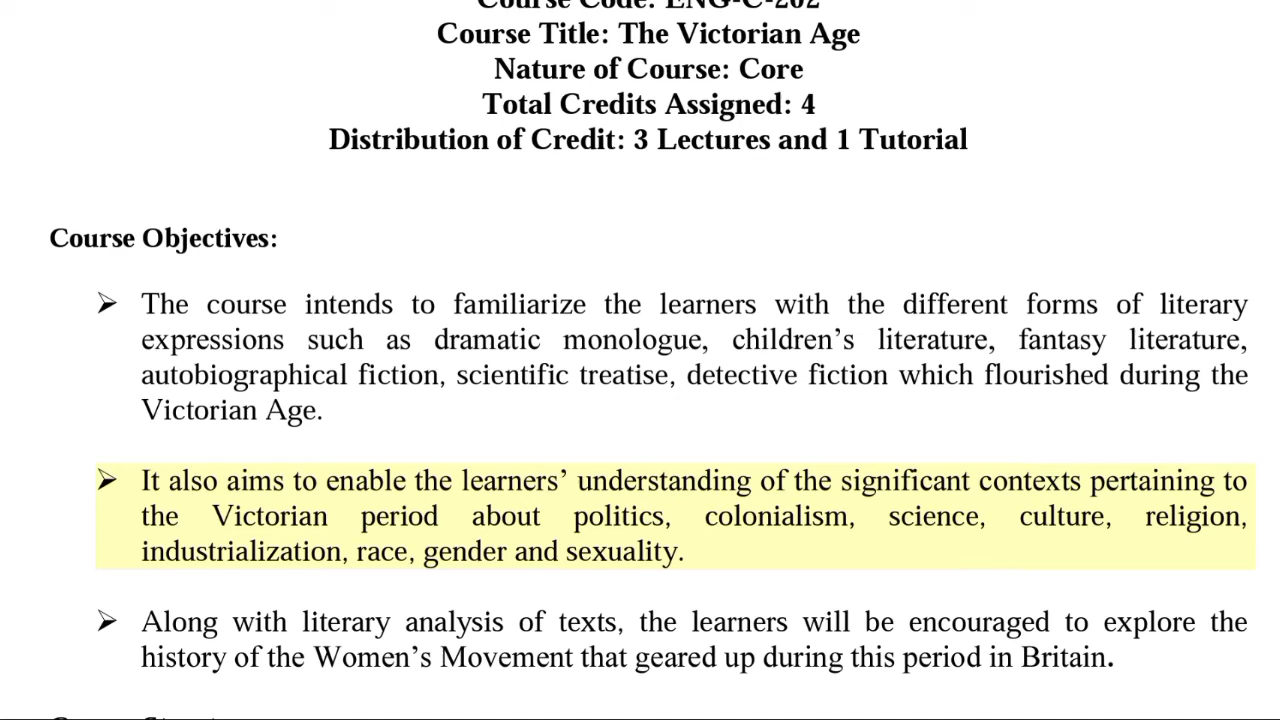 Course Code: ENG-C-202
Course Title: The Victorian Age
Nature of Course: Core
Total Credits Assigned: 4
Distribution of Credit: 3 Lectures and 1 Tutorial
Course Objectives:
➢ The course intends to familiarize the learners with the different forms of literary
expressions such as dramatic monologue, children’s literature, fantasy literature,
autobiographical fiction, scientific treatise, detective fiction which flourished during the
Victorian Age.
➢ It also aims to enable the learners’ understanding of the significant contexts pertaining to
the Victorian period about politics, colonialism, science, culture, religion,
industrialization, race, gender and sexuality.
➢ Along with literary analysis of texts, the learners will be encouraged to explore the
history of the Women’s Movement that geared up during this period in Britain.